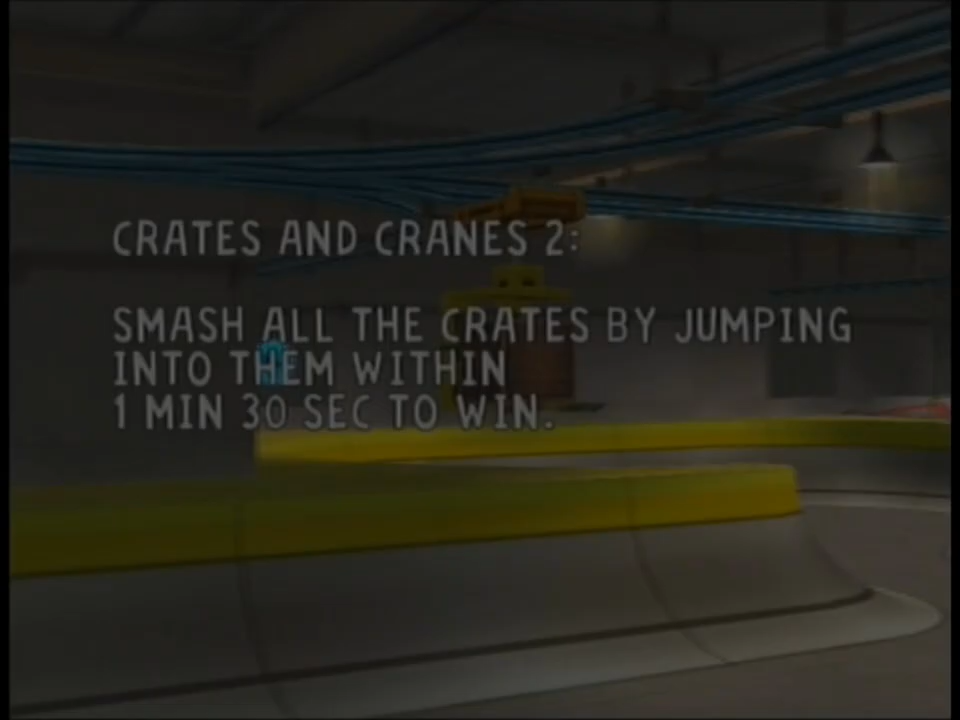 CRATES AND CRANES 2:
SMASH ALL THE CRATES BY JUMPING
INTO THEM WITHIN
1 MIN 30 SEC TO WIN.